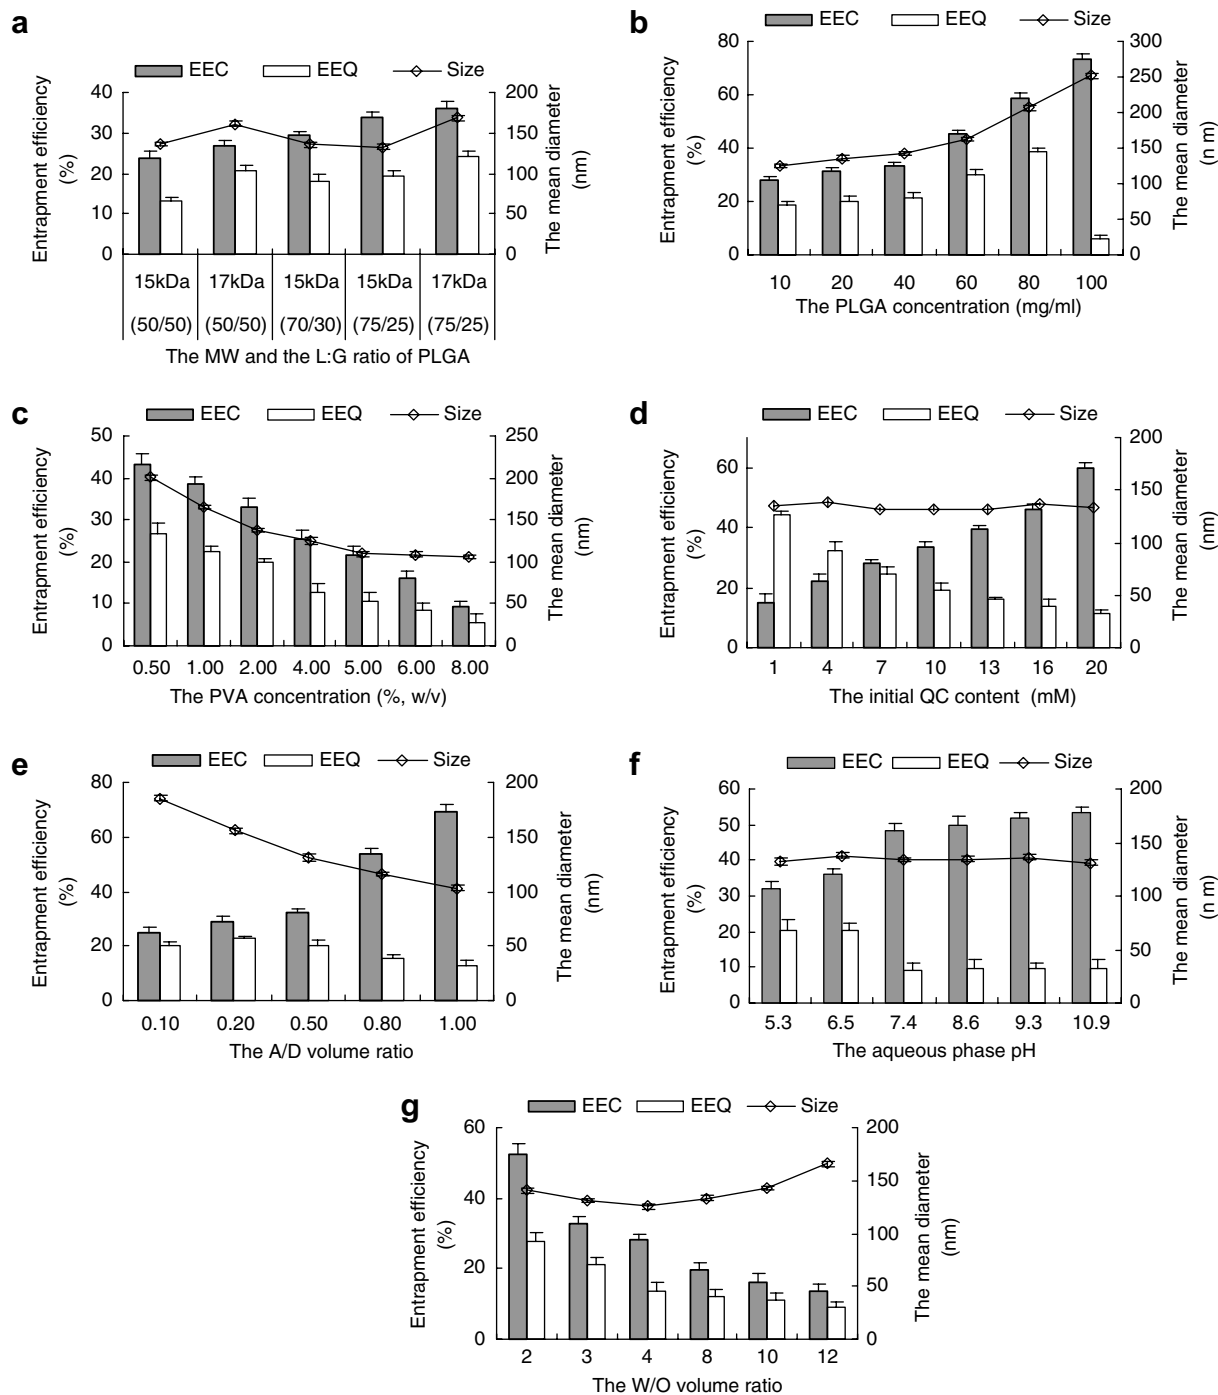 a
EEC EEQ Size
Entrapment efficiency
(%)
40
30
20
10
0
200
150
100
50
0
The mean diameter
(nm)
15kDa 17kDa 15kDa 15kDa 17kDa
(50/50) (50/50) (70/30) (75/25) (75/25)
The MW and the L:G ratio of PLGA
b
EEC EEQ Size
Entrapment efficiency
(%)
80
60
40
20
0
300
250
200
150
100
50
0
The mean diameter
(n m)
10 20 40 60 80 100
The PLGA concentration (mg/ml)
c
EEC EEQ Size
Entrapment efficiency
(%)
50
40
30
20
10
0
250
200
150
100
50
0
The mean diameter
(nm)
0.50 1.00 2.00 4.00 5.00 6.00 8.00
The PVA concentration (%, w/v)
d
EEC EEQ Size
Entrapment efficiency
(%)
60
40
20
0
200
150
100
50
0
The mean diameter
(nm)
1 4 7 10 13 16 20
The initial QC content (mM)
e
EEC EEQ Size
Entrapment efficiency
(%)
80
60
40
20
0
200
150
100
50
0
The mean diameter
(nm)
0.10 0.20 0.50 0.80 1.00
The A/D volume ratio
f
EEC EEQ Size
Entrapment efficiency
(%)
60
50
40
30
20
10
0
200
150
100
50
0
The mean diameter
(n m)
5.3 6.5 7.4 8.6 9.3 10.9
The aqueous phase pH
g
EEC EEQ Size
Entrapment efficiency
(%)
60
40
20
0
200
150
100
50
0
The mean diameter
(nm)
2 3 4 8 10 12
The W/O volume ratio